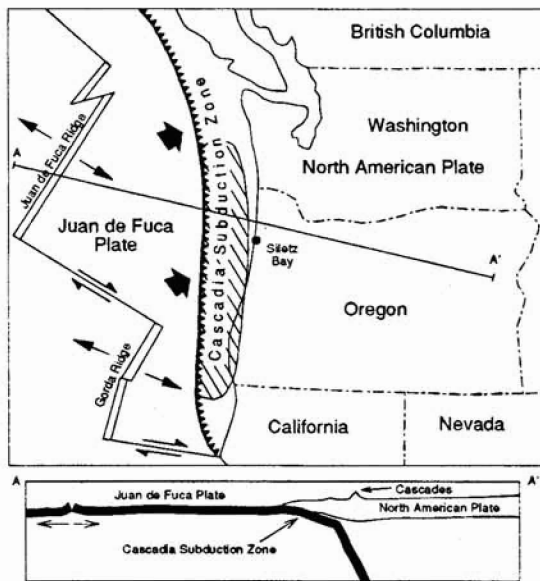 British Columbia
Washington
North American Plate
Cascadia Subduction Zone
Juan de Fuca Ridge
A
Juan de Fuca
Plate
Siletz
Bay
A'
Oregon
Gorda Ridge
California
Nevada
A
A'
Juan de Fuca Plate
Cascades
North American Plate
Cascadia Subduction Zone